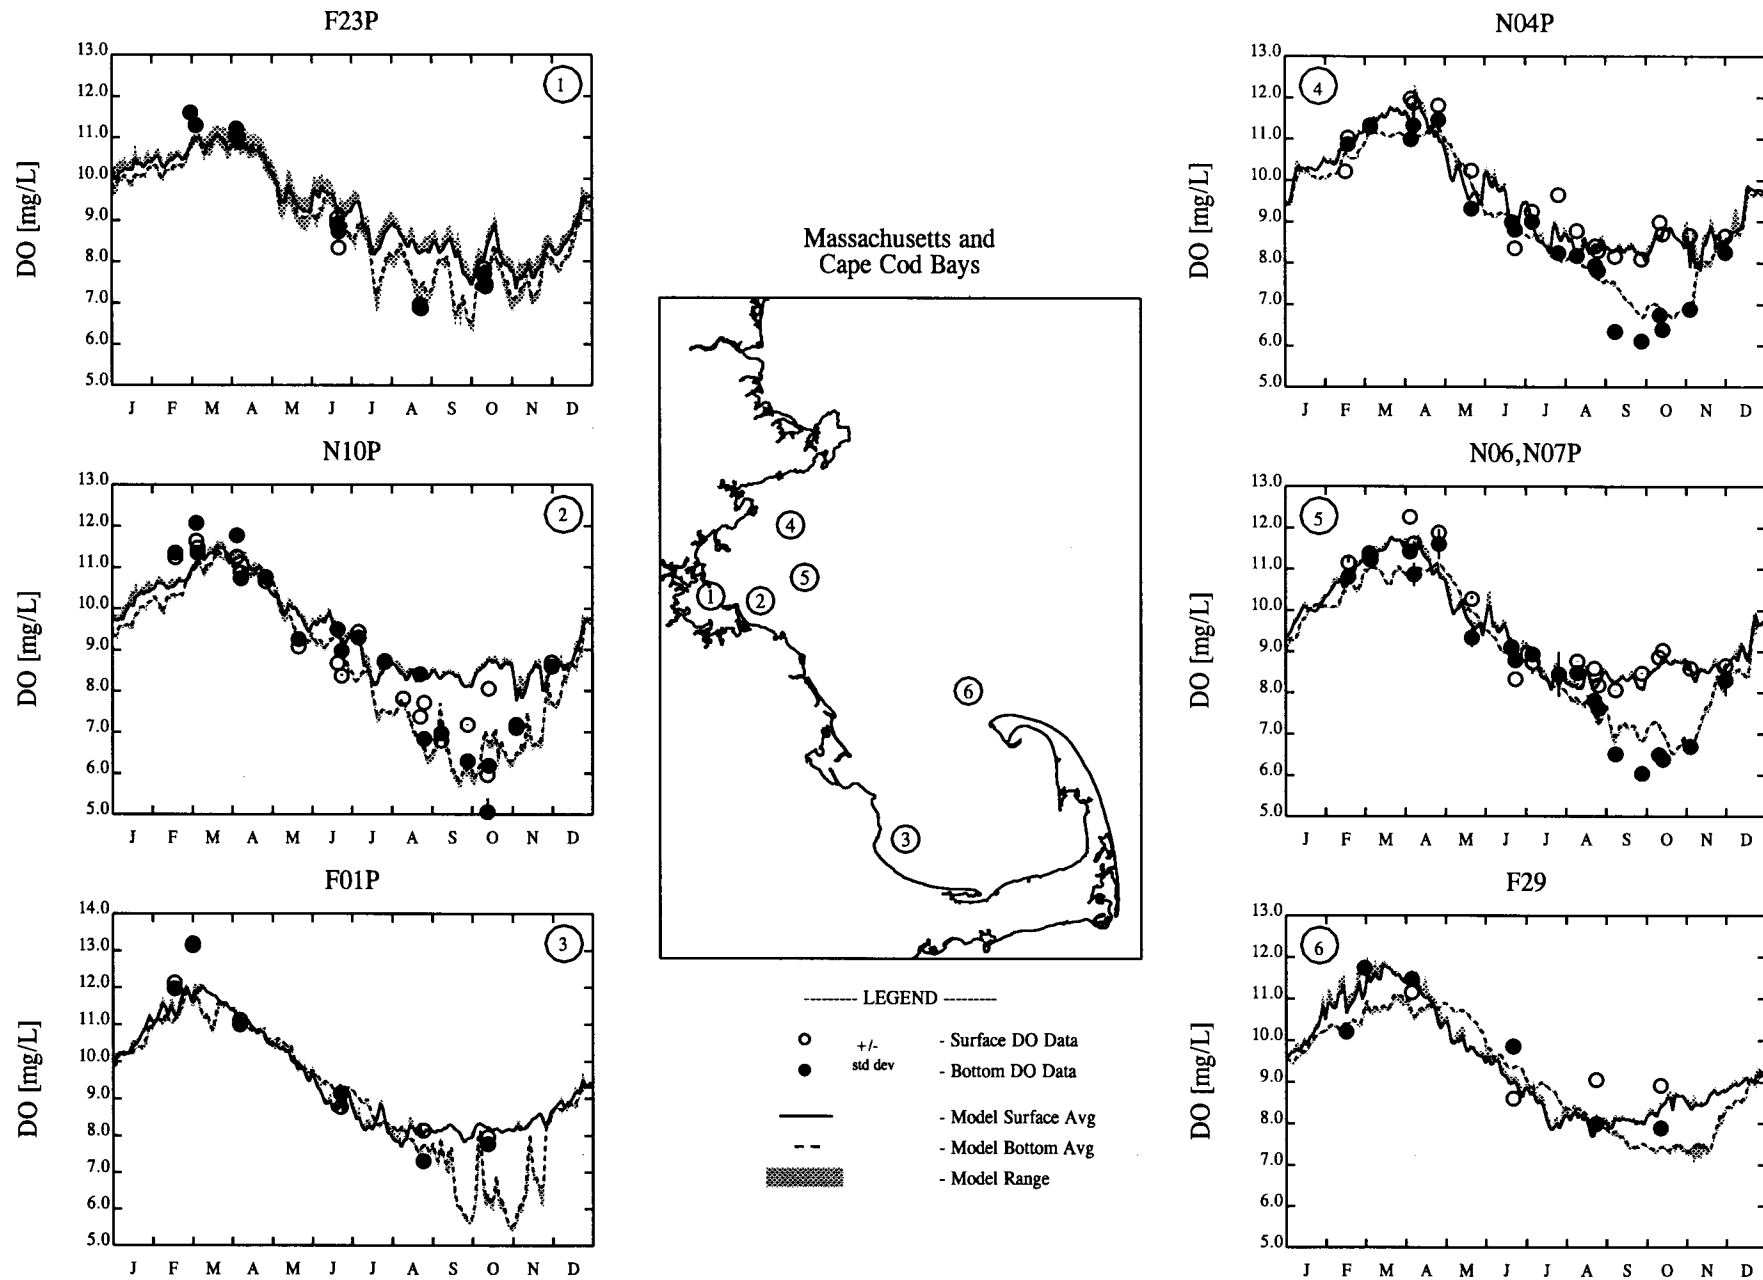 F23P
13.0
12.0
11.0
10.0
9.0
8.0
7.0
6.0
5.0
DO [mg/L]
1
J F M A M J J A S O N D
N10P
13.0
12.0
11.0
10.0
9.0
8.0
7.0
6.0
5.0
DO [mg/L]
2
J F M A M J J A S O N D
F01P
14.0
13.0
12.0
11.0
10.0
9.0
8.0
7.0
6.0
5.0
DO [mg/L]
3
J F M A M J J A S O N D
Massachusetts and
Cape Cod Bays
4
5
1
2
6
3
-------- LEGEND --------
+/-
std dev
- Surface DO Data
- Bottom DO Data
- Model Surface Avg
- Model Bottom Avg
- Model Range
N04P
13.0
12.0
11.0
10.0
9.0
8.0
7.0
6.0
5.0
DO [mg/L]
4
J F M A M J J A S O N D
N06,N07P
13.0
12.0
11.0
10.0
9.0
8.0
7.0
6.0
5.0
DO [mg/L]
5
J F M A M J J A S O N D
F29
13.0
12.0
11.0
10.0
9.0
8.0
7.0
6.0
5.0
DO [mg/L]
6
J F M A M J J A S O N D